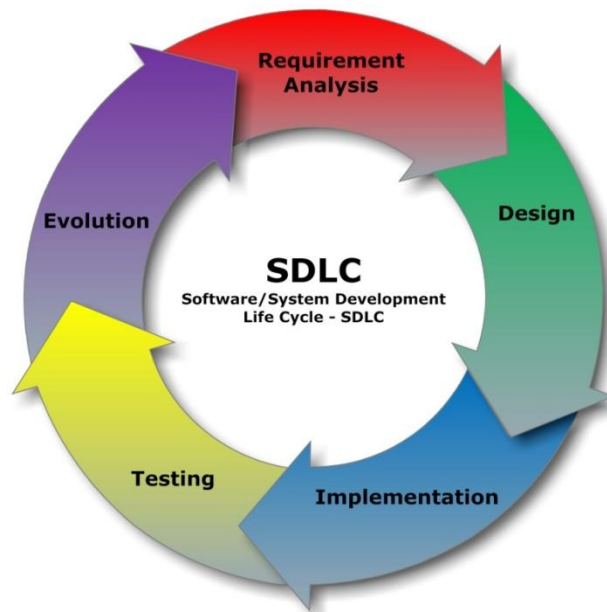 Requirement
Analysis
Design
Evolution
SDLC
Software/System Development
Life Cycle - SDLC
Testing
Implementation